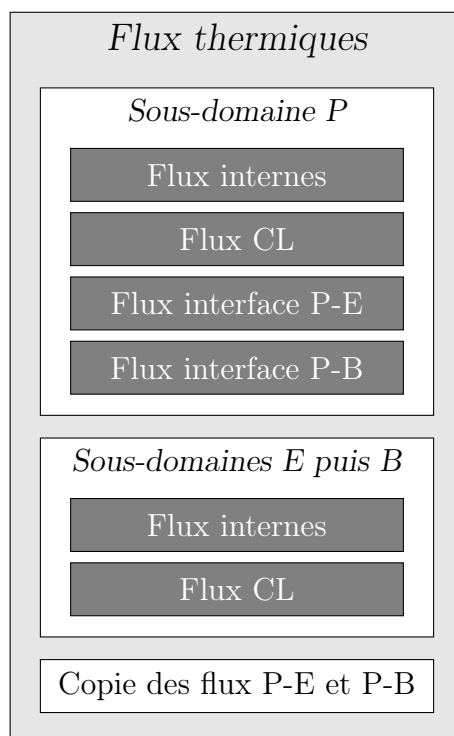 Flux thermiques
Sous-domaine P
Flux internes
Flux CL
Flux interface P-E
Flux interface P-B
Sous-domaines E puis B
Flux internes
Flux CL
Copie des flux P-E et P-B